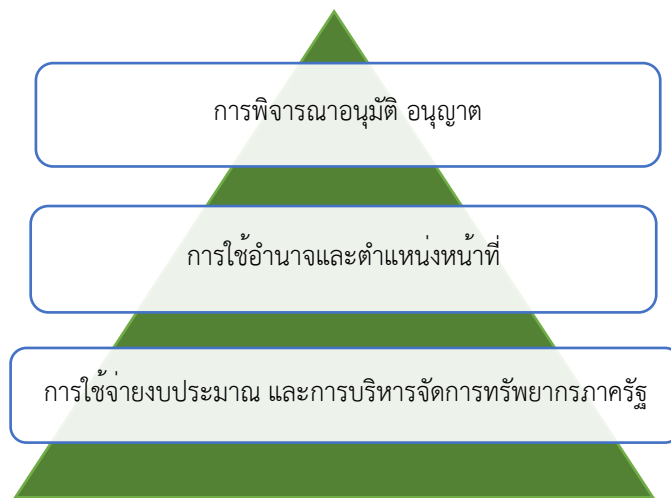 การพิจารณาอนุมัติ อนุญาต
การใช้อำนาจและตำแหน่งหน้าที่
การใช้จ่ายงบประมาณ และการบริหารจัดการทรัพยากรภาครัฐ